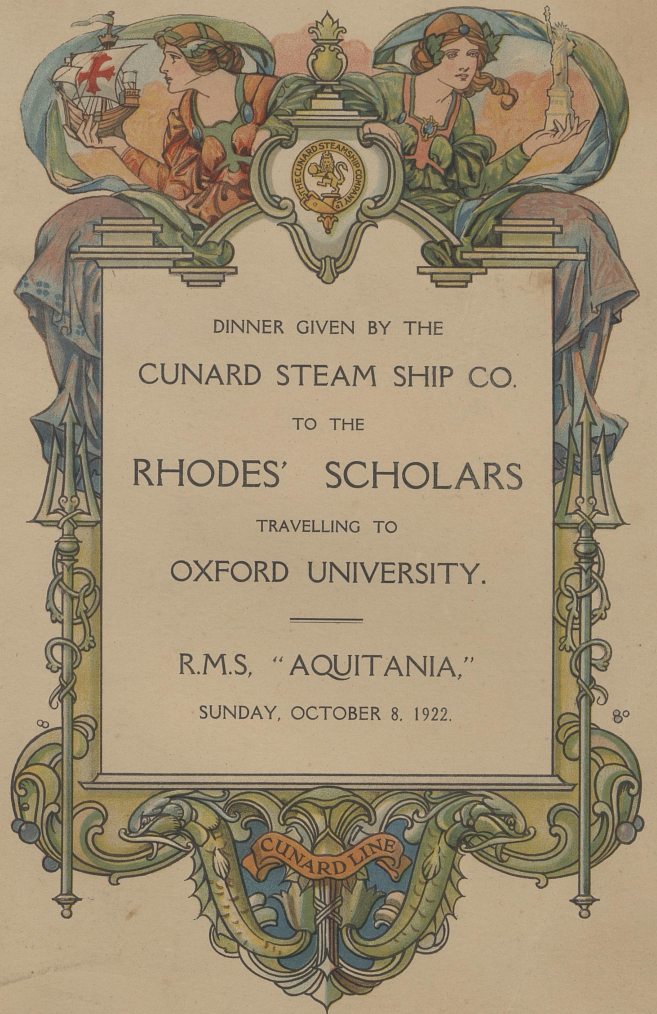 THE CUNARD STEAMSHIP COMPANY LD
DINNER GIVEN BY THE
CUNARD STEAM SHIP CO.
TO THE
RHODES' SCHOLARS
TRAVELLING TO
OXFORD UNIVERSITY.
R.M.S, "AQUITANIA,"
SUNDAY, OCTOBER 8, 1922.
CUNARD LINE